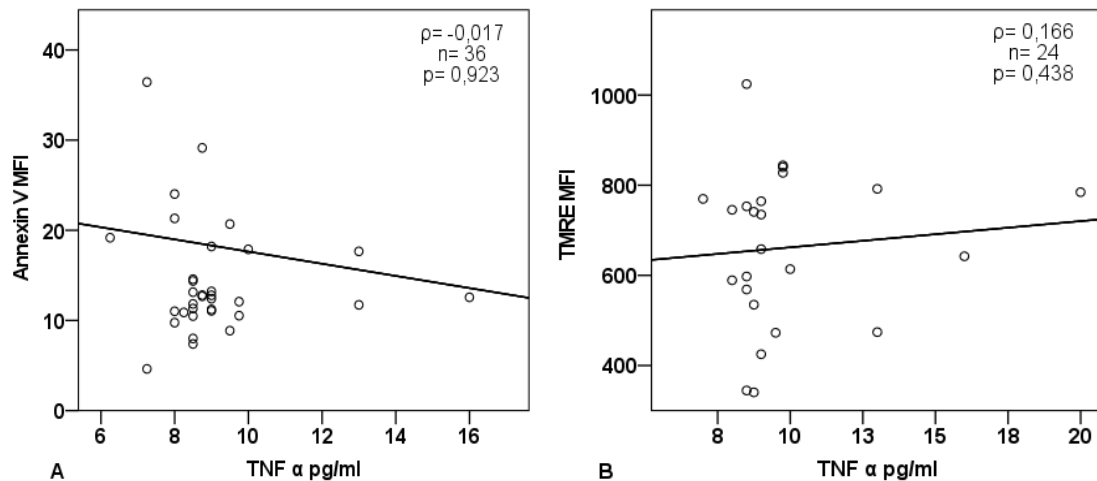 ρ= -0,017
n= 36
p= 0,923
Annexin V MFI
40
30
20
10
0
6 8 10 12 14 16
TNF α pg/ml
A
ρ= 0,166
n= 24
p= 0,438
TMRE MFI
1000
800
600
400
8 10 13 15 18 20
TNF α pg/ml
B